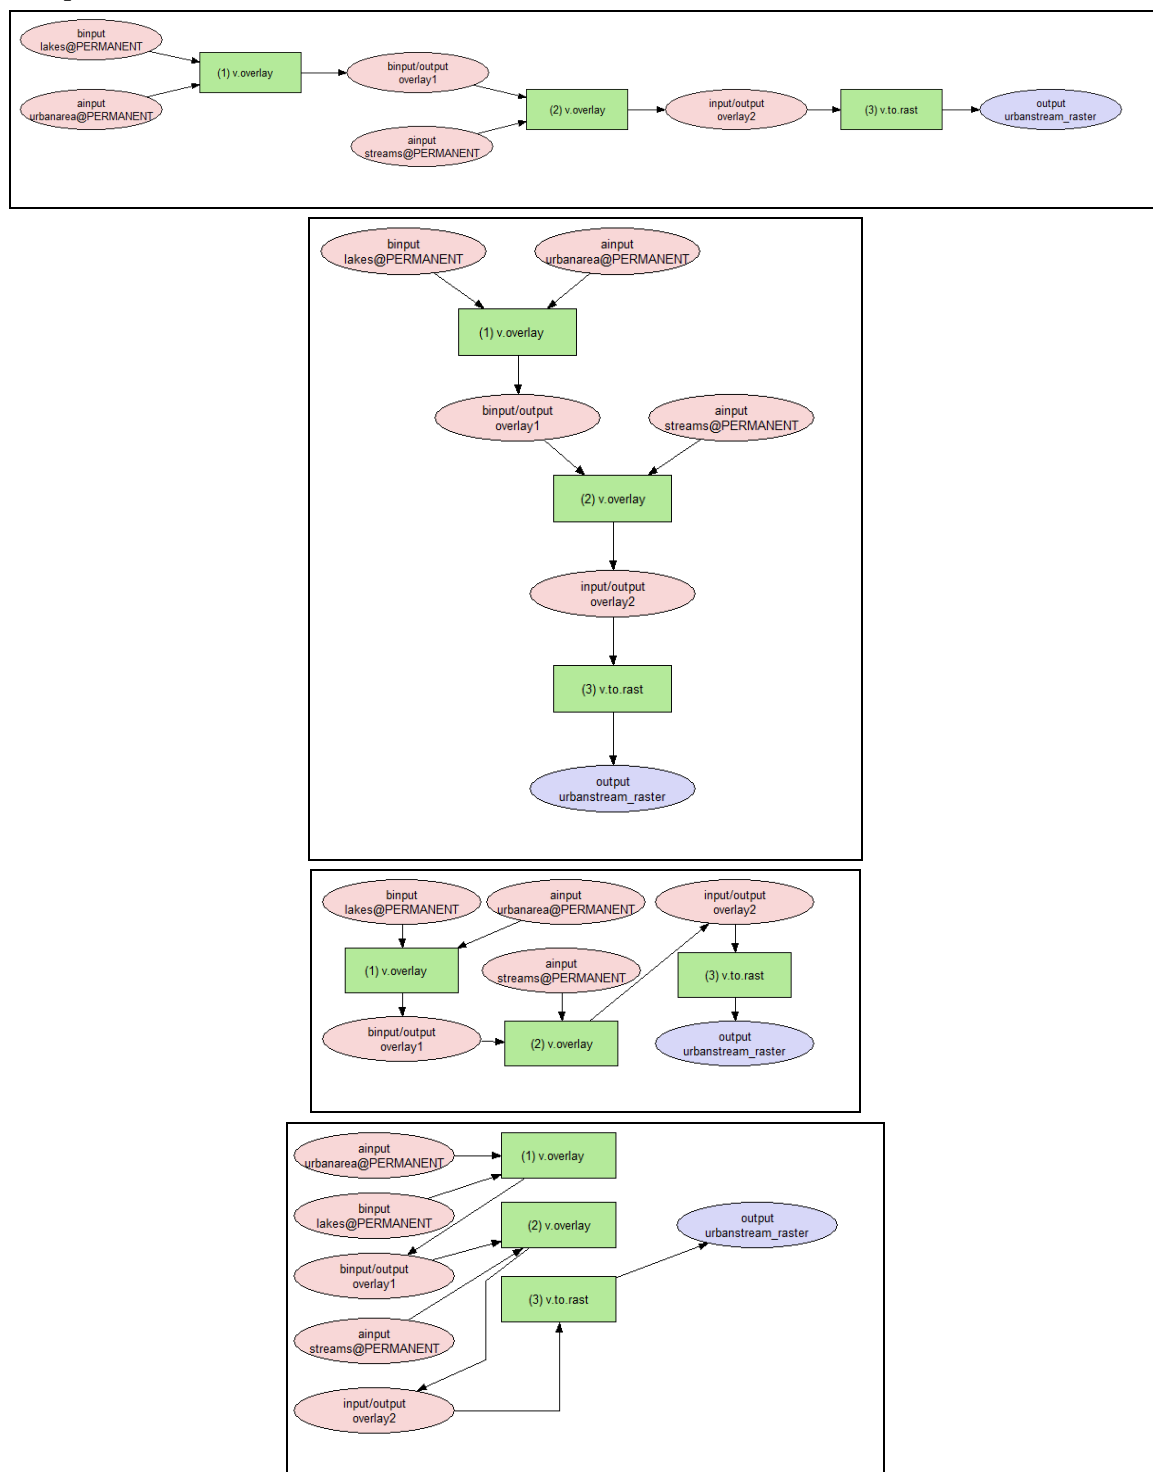 binput
lakes@PERMANENT
(1) v.overlay
ainput
urbanarea@PERMANENT
binput/output
overlay1
ainput
streams@PERMANENT
(2) v.overlay
input/output
overlay2
(3) v.to.rast
output
urbanstream_raster
binput
lakes@PERMANENT
ainput
urbanarea@PERMANENT
(1) v.overlay
binput/output
overlay1
ainput
streams@PERMANENT
(2) v.overlay
input/output
overlay2
(3) v.to.rast
output
urbanstream_raster
binput
lakes@PERMANENT
ainput
urbanarea@PERMANENT
input/output
overlay2
(1) v.overlay
ainput
streams@PERMANENT
(3) v.to.rast
binput/output
overlay1
(2) v.overlay
output
urbanstream_raster
ainput
urbanarea@PERMANENT
(1) v.overlay
binput
lakes@PERMANENT
(2) v.overlay
output
urbanstream_raster
binput/output
overlay1
(3) v.to.rast
ainput
streams@PERMANENT
input/output
overlay2